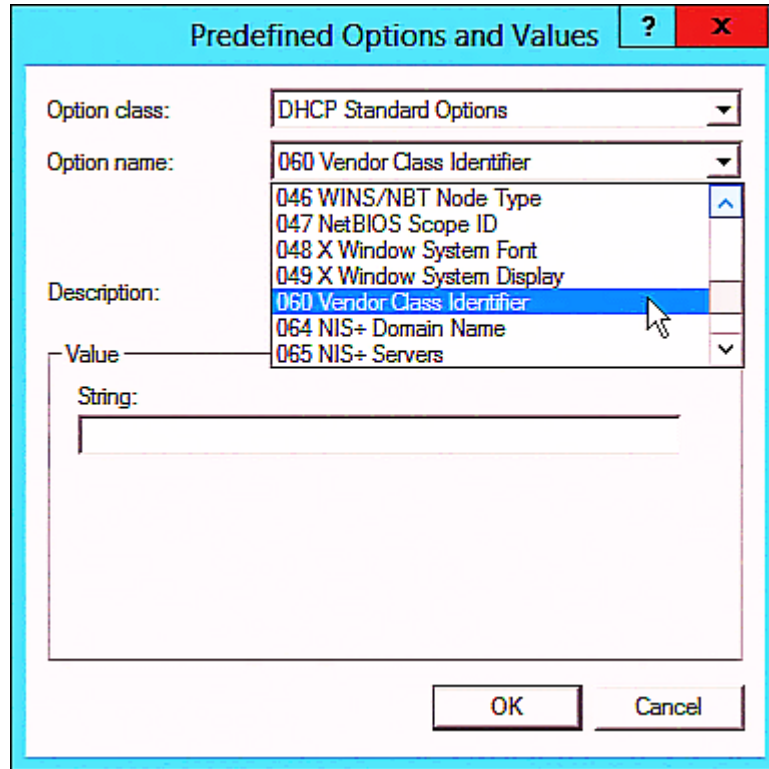 Predefined Options and Values ? x
Option class: DHCP Standard Options
Option name: 060 Vendor Class Identifier
046 WINS/NBT Node Type
047 NetBIOS Scope ID
048 X Window System Font
049 X Window System Display
Description: 060 Vendor Class Identifier
064 NIS+ Domain Name
065 NIS+ Servers
Value
String:
OK Cancel